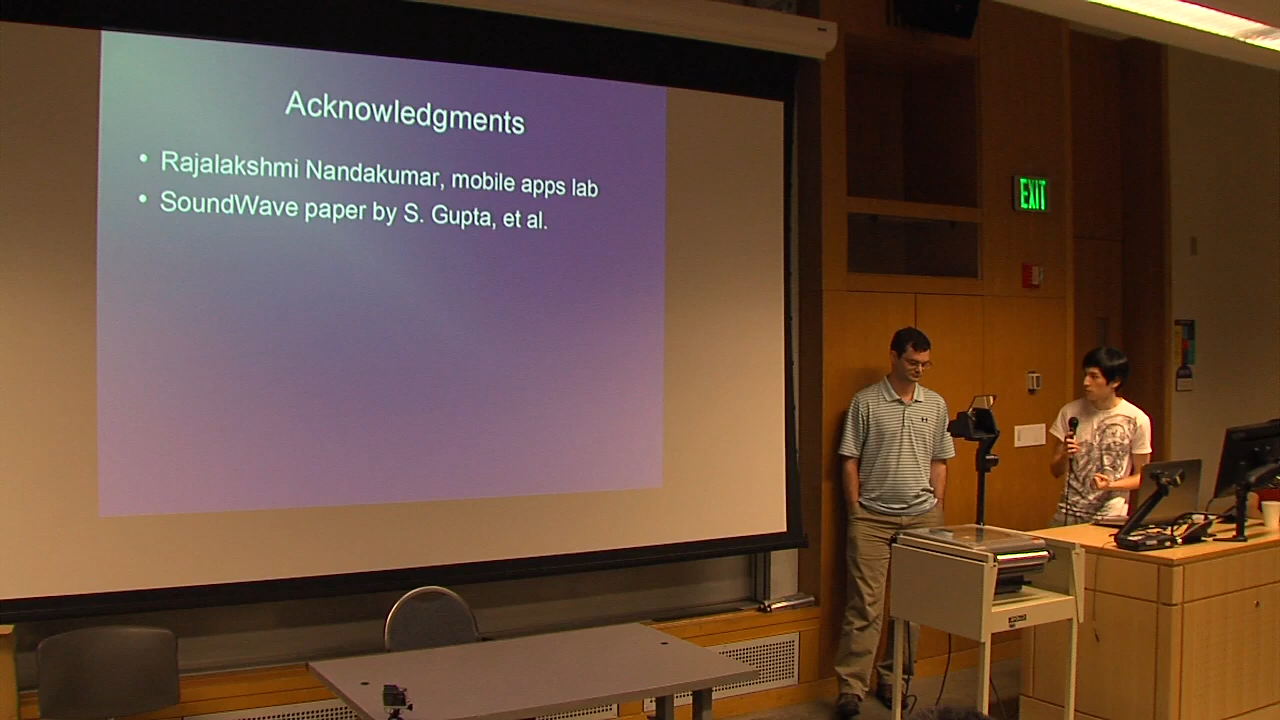 Acknowledgments
• Rajalakshmi Nandakumar, mobile apps lab
• SoundWave paper by S. Gupta, et al.
EXIT